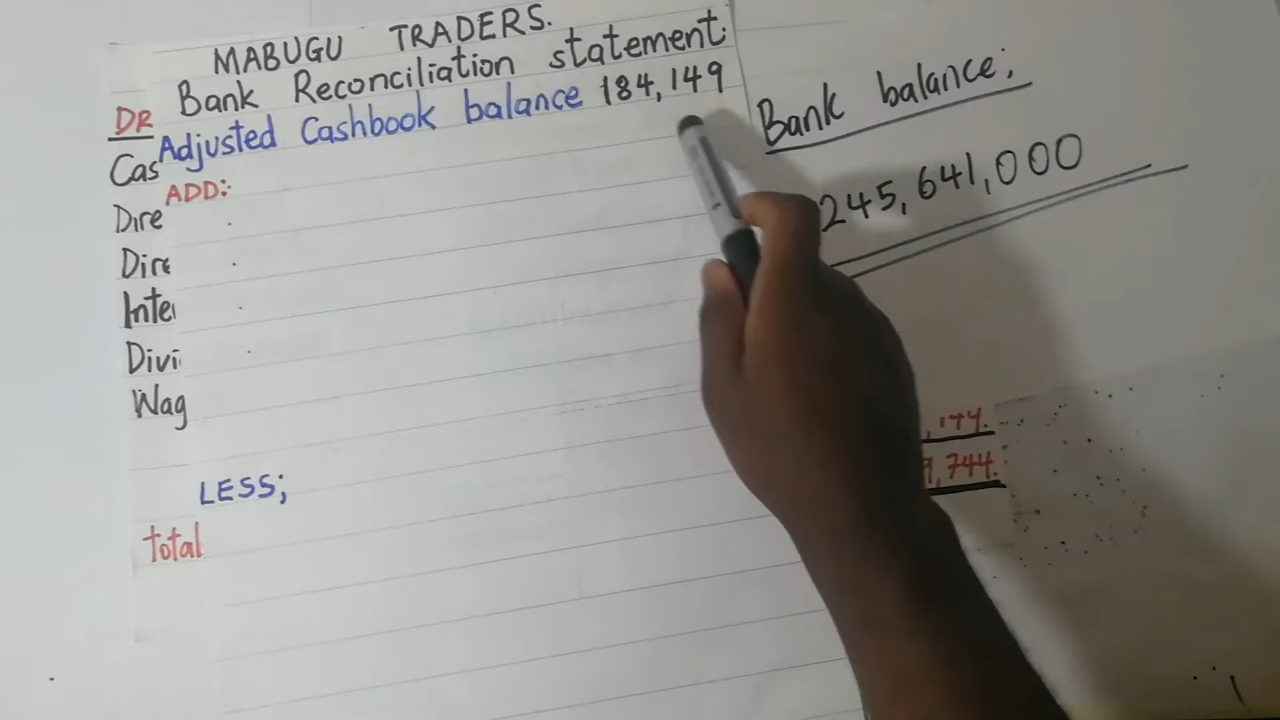 MABUGU TRADERS.
Bank Reconciliation statement.
DR
Adjusted Cashbook balance 184,149
Cas
ADD:
Dire
Dire
Inte
Divi
Wag
LESS;
total
Bank balance;
245,641,000
,744.